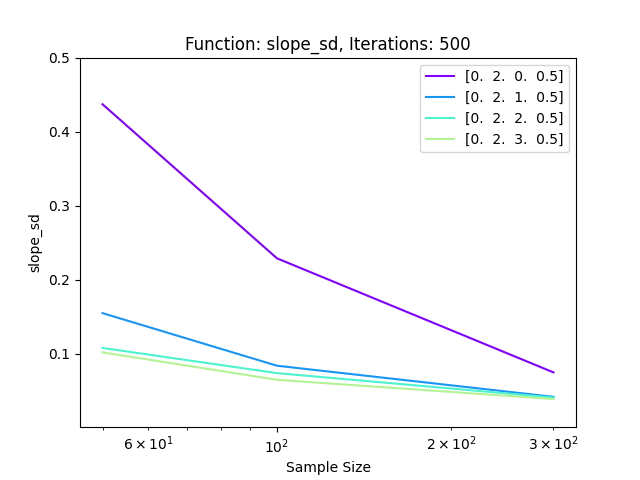 Function: slope_sd, Iterations: 500
[0. 2. 0. 0.5]
[0. 2. 1. 0.5]
[0. 2. 2. 0.5]
[0. 2. 3. 0.5]
0.5
0.4
0.3
0.2
0.1
slope_sd
6 × 10¹
10²
2 × 10²
3 × 10²
Sample Size